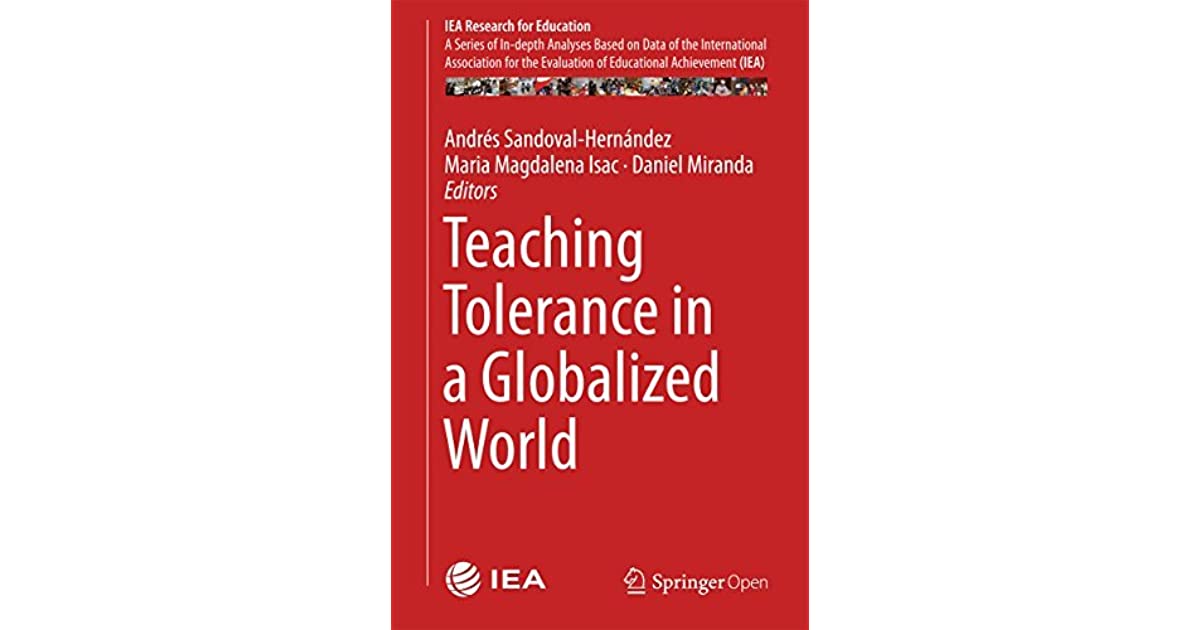 IEA Research for Education
A Series of In-depth Analyses Based on Data of the International
Association for the Evaluation of Educational Achievement (IEA)
Andrés Sandoval-Hernández
Maria Magdalena Isac · Daniel Miranda
Editors
Teaching
Tolerance in
a Globalized
World
IEA
Springer Open